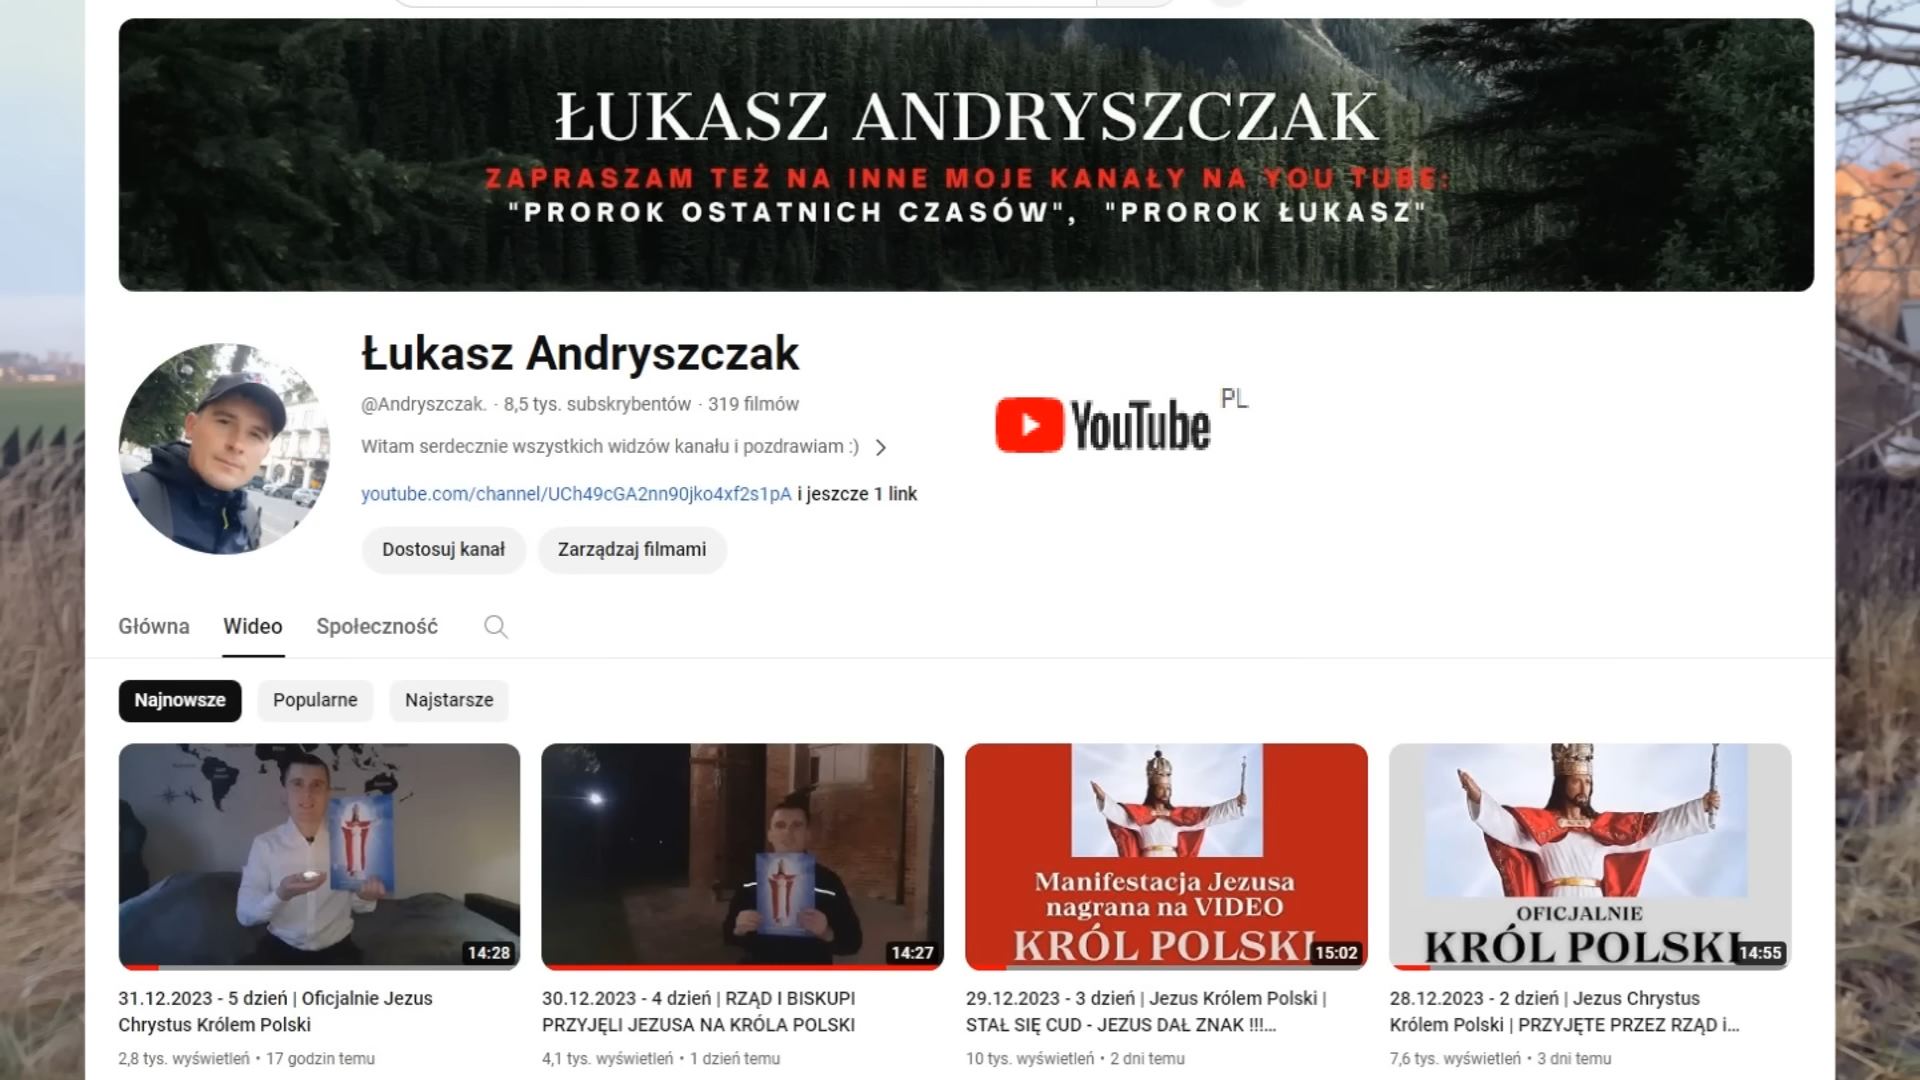 ŁUKASZ ANDRYSZCZAK
ZAPRASZAM TEŻ NA INNE MOJE KANAŁY NA YOU TUBE:
"PROROK OSTATNICH CZASÓW", "PROROK ŁUKASZ"
Łukasz Andryszczak
@Andryszczak. · 8,5 tys. subskrybentów · 319 filmów
Witam serdecznie wszystkich widzów kanału i pozdrawiam :)
youtube.com/channel/UCh49cGA2nn90jko4xf2s1pA i jeszcze 1 link
YouTube PL
Dostosuj kanał Zarządzaj filmami
Główna Wideo Społeczność
Najnowsze Popularne Najstarsze
14:28
14:27
Manifestacja Jezusa
nagrana na VIDEO
KRÓL POLSKI
15:02
OFICJALNIE
KRÓL POLSKI
14:55
31.12.2023 - 5 dzień | Oficjalnie Jezus
Chrystus Królem Polski
2,8 tys. wyświetleń • 17 godzin temu
30.12.2023 - 4 dzień | RZĄD I BISKUPI
PRZYJĘLI JEZUSA NA KRÓLA POLSKI
4,1 tys. wyświetleń • 1 dzień temu
29.12.2023 - 3 dzień | Jezus Królem Polski |
STAŁ SIĘ CUD - JEZUS DAŁ ZNAK !!!...
10 tys. wyświetleń • 2 dni temu
28.12.2023 - 2 dzień | Jezus Chrystus
Królem Polski | PRZYJĘTE PRZEZ RZĄD i...
7,6 tys. wyświetleń • 3 dni temu